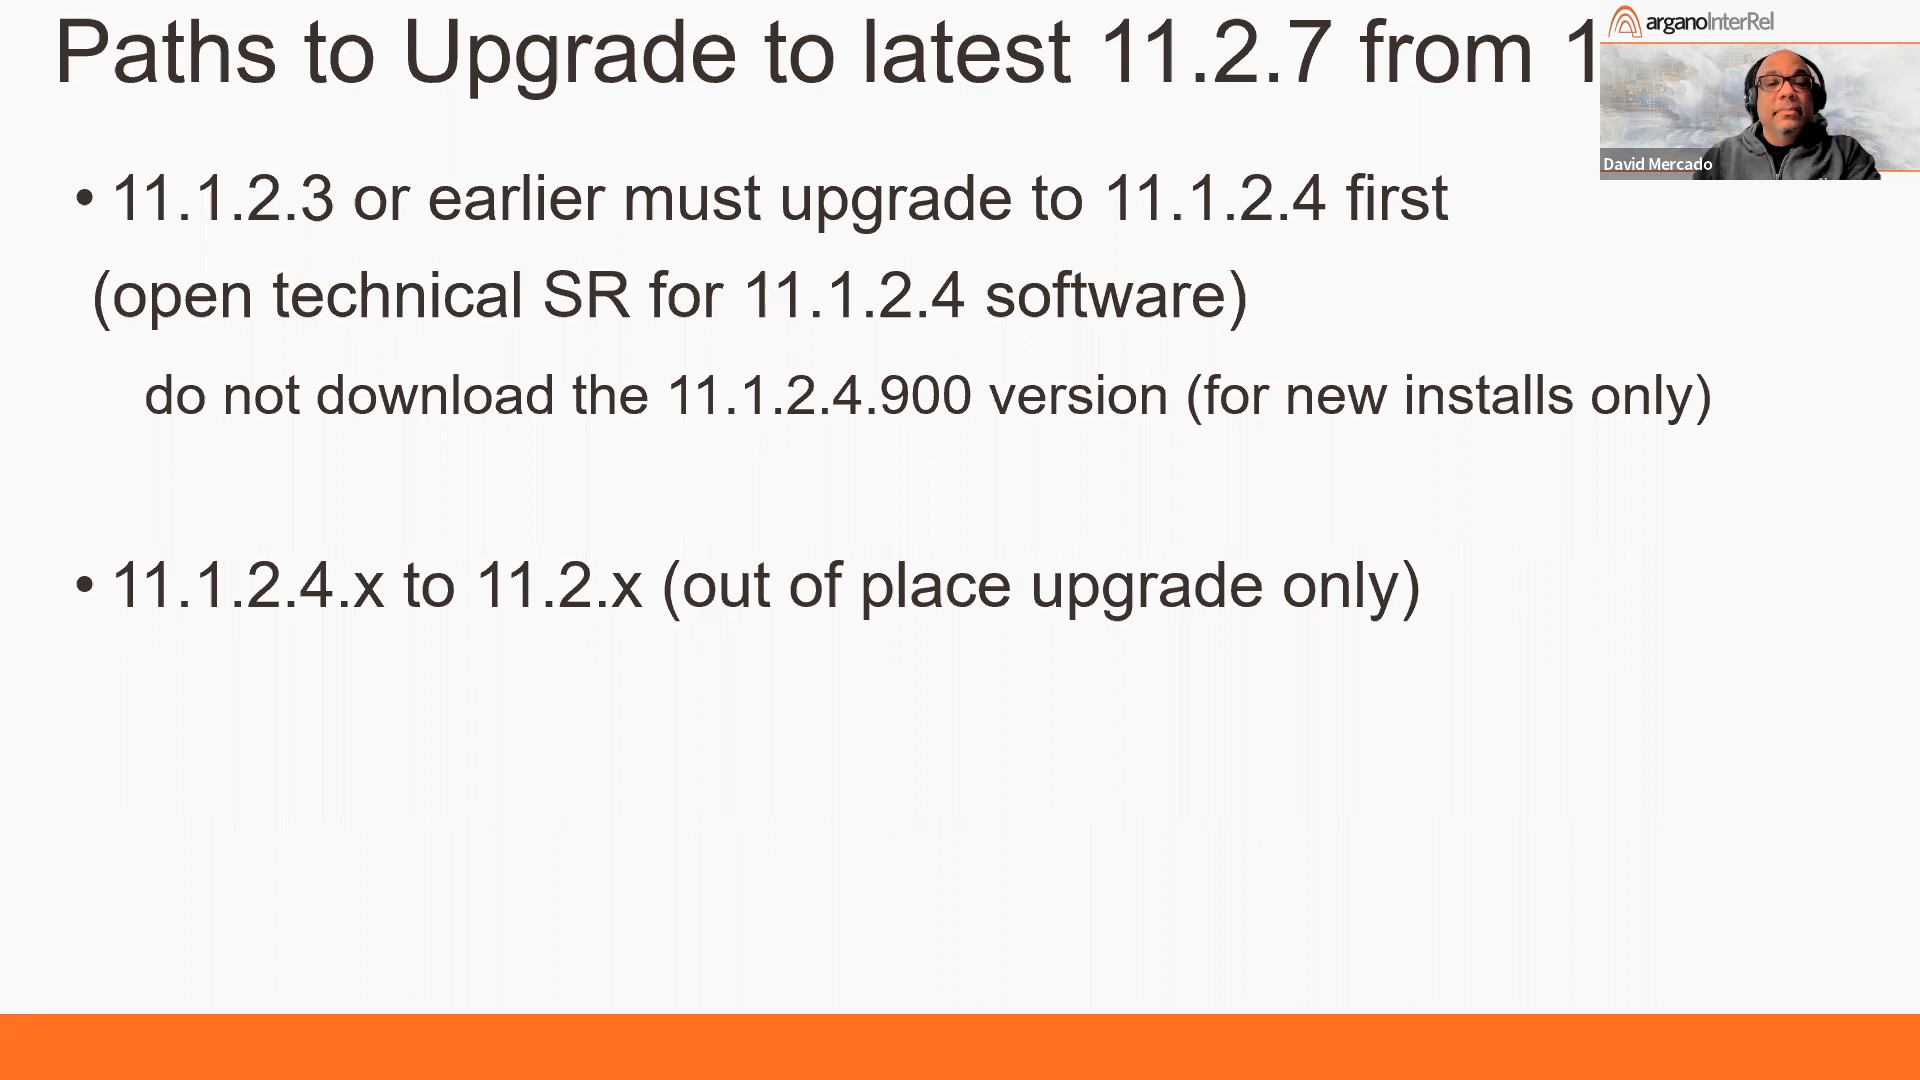 Paths to Upgrade to latest 11.2.7 from 1
arganoInterRel
David Mercado
• 11.1.2.3 or earlier must upgrade to 11.1.2.4 first
(open technical SR for 11.1.2.4 software)
do not download the 11.1.2.4.900 version (for new installs only)
• 11.1.2.4.x to 11.2.x (out of place upgrade only)